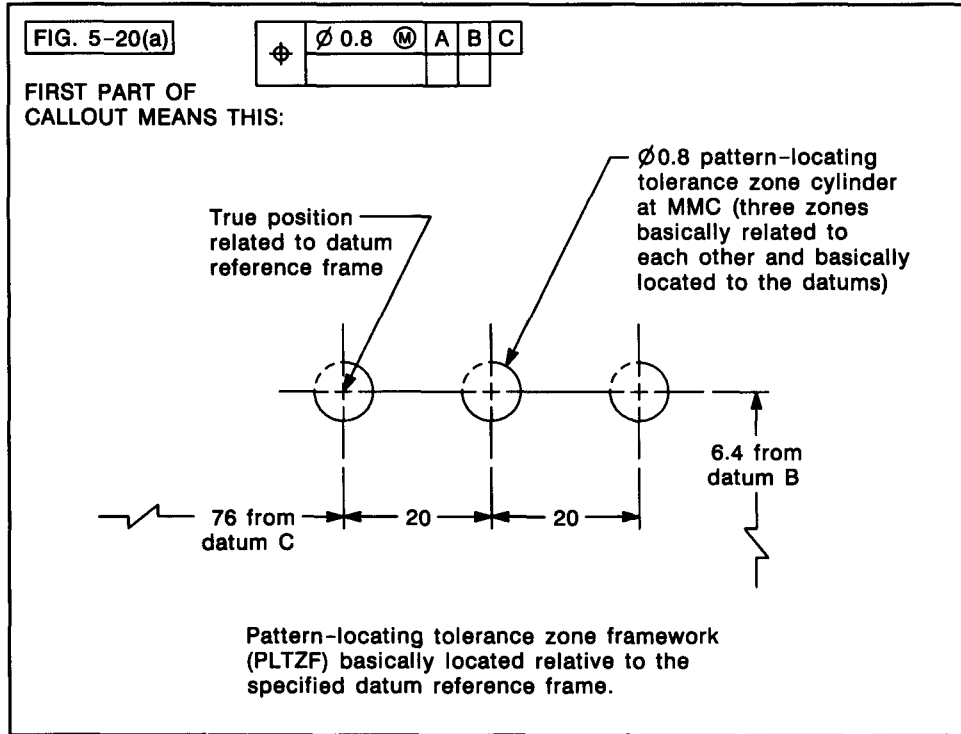 FIG. 5-20(a)
⌖ Ø 0.8 Ⓜ A B C
FIRST PART OF
CALLOUT MEANS THIS:
Ø0.8 pattern-locating
tolerance zone cylinder
at MMC (three zones
basically related to
each other and basically
located to the datums)
True position
related to datum
reference frame
6.4 from
datum B
76 from
datum C
20
20
Pattern-locating tolerance zone framework
(PLTZF) basically located relative to the
specified datum reference frame.